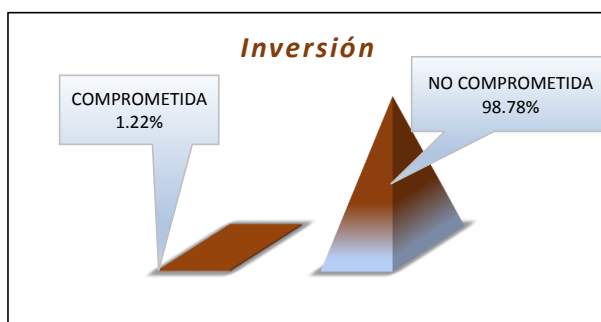 Inversión
COMPROMETIDA
1.22%
NO COMPROMETIDA
98.78%